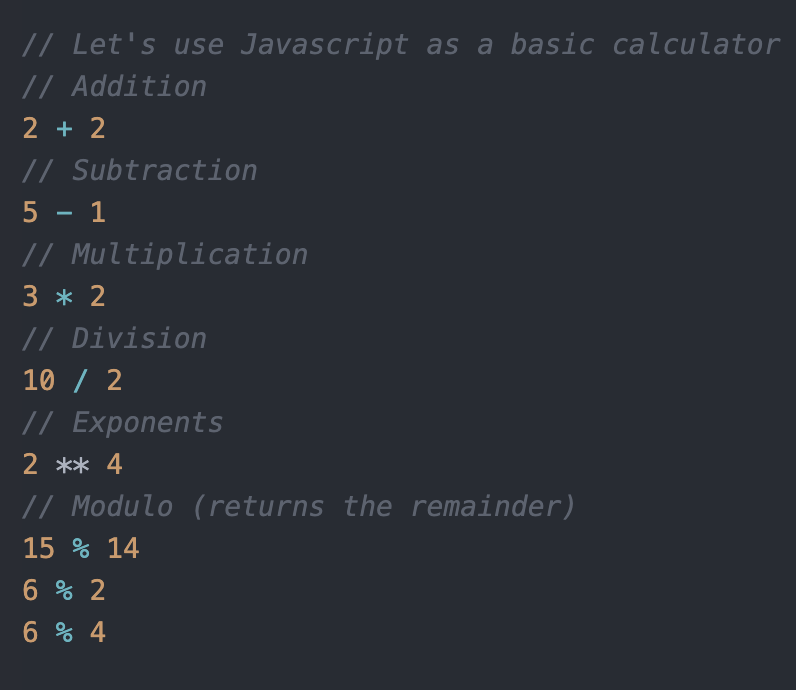 // Let's use Javascript as a basic calculator
// Addition
2 + 2
// Subtraction
5 - 1
// Multiplication
3 * 2
// Division
10 / 2
// Exponents
2 ** 4
// Modulo (returns the remainder)
15 % 14
6 % 2
6 % 4